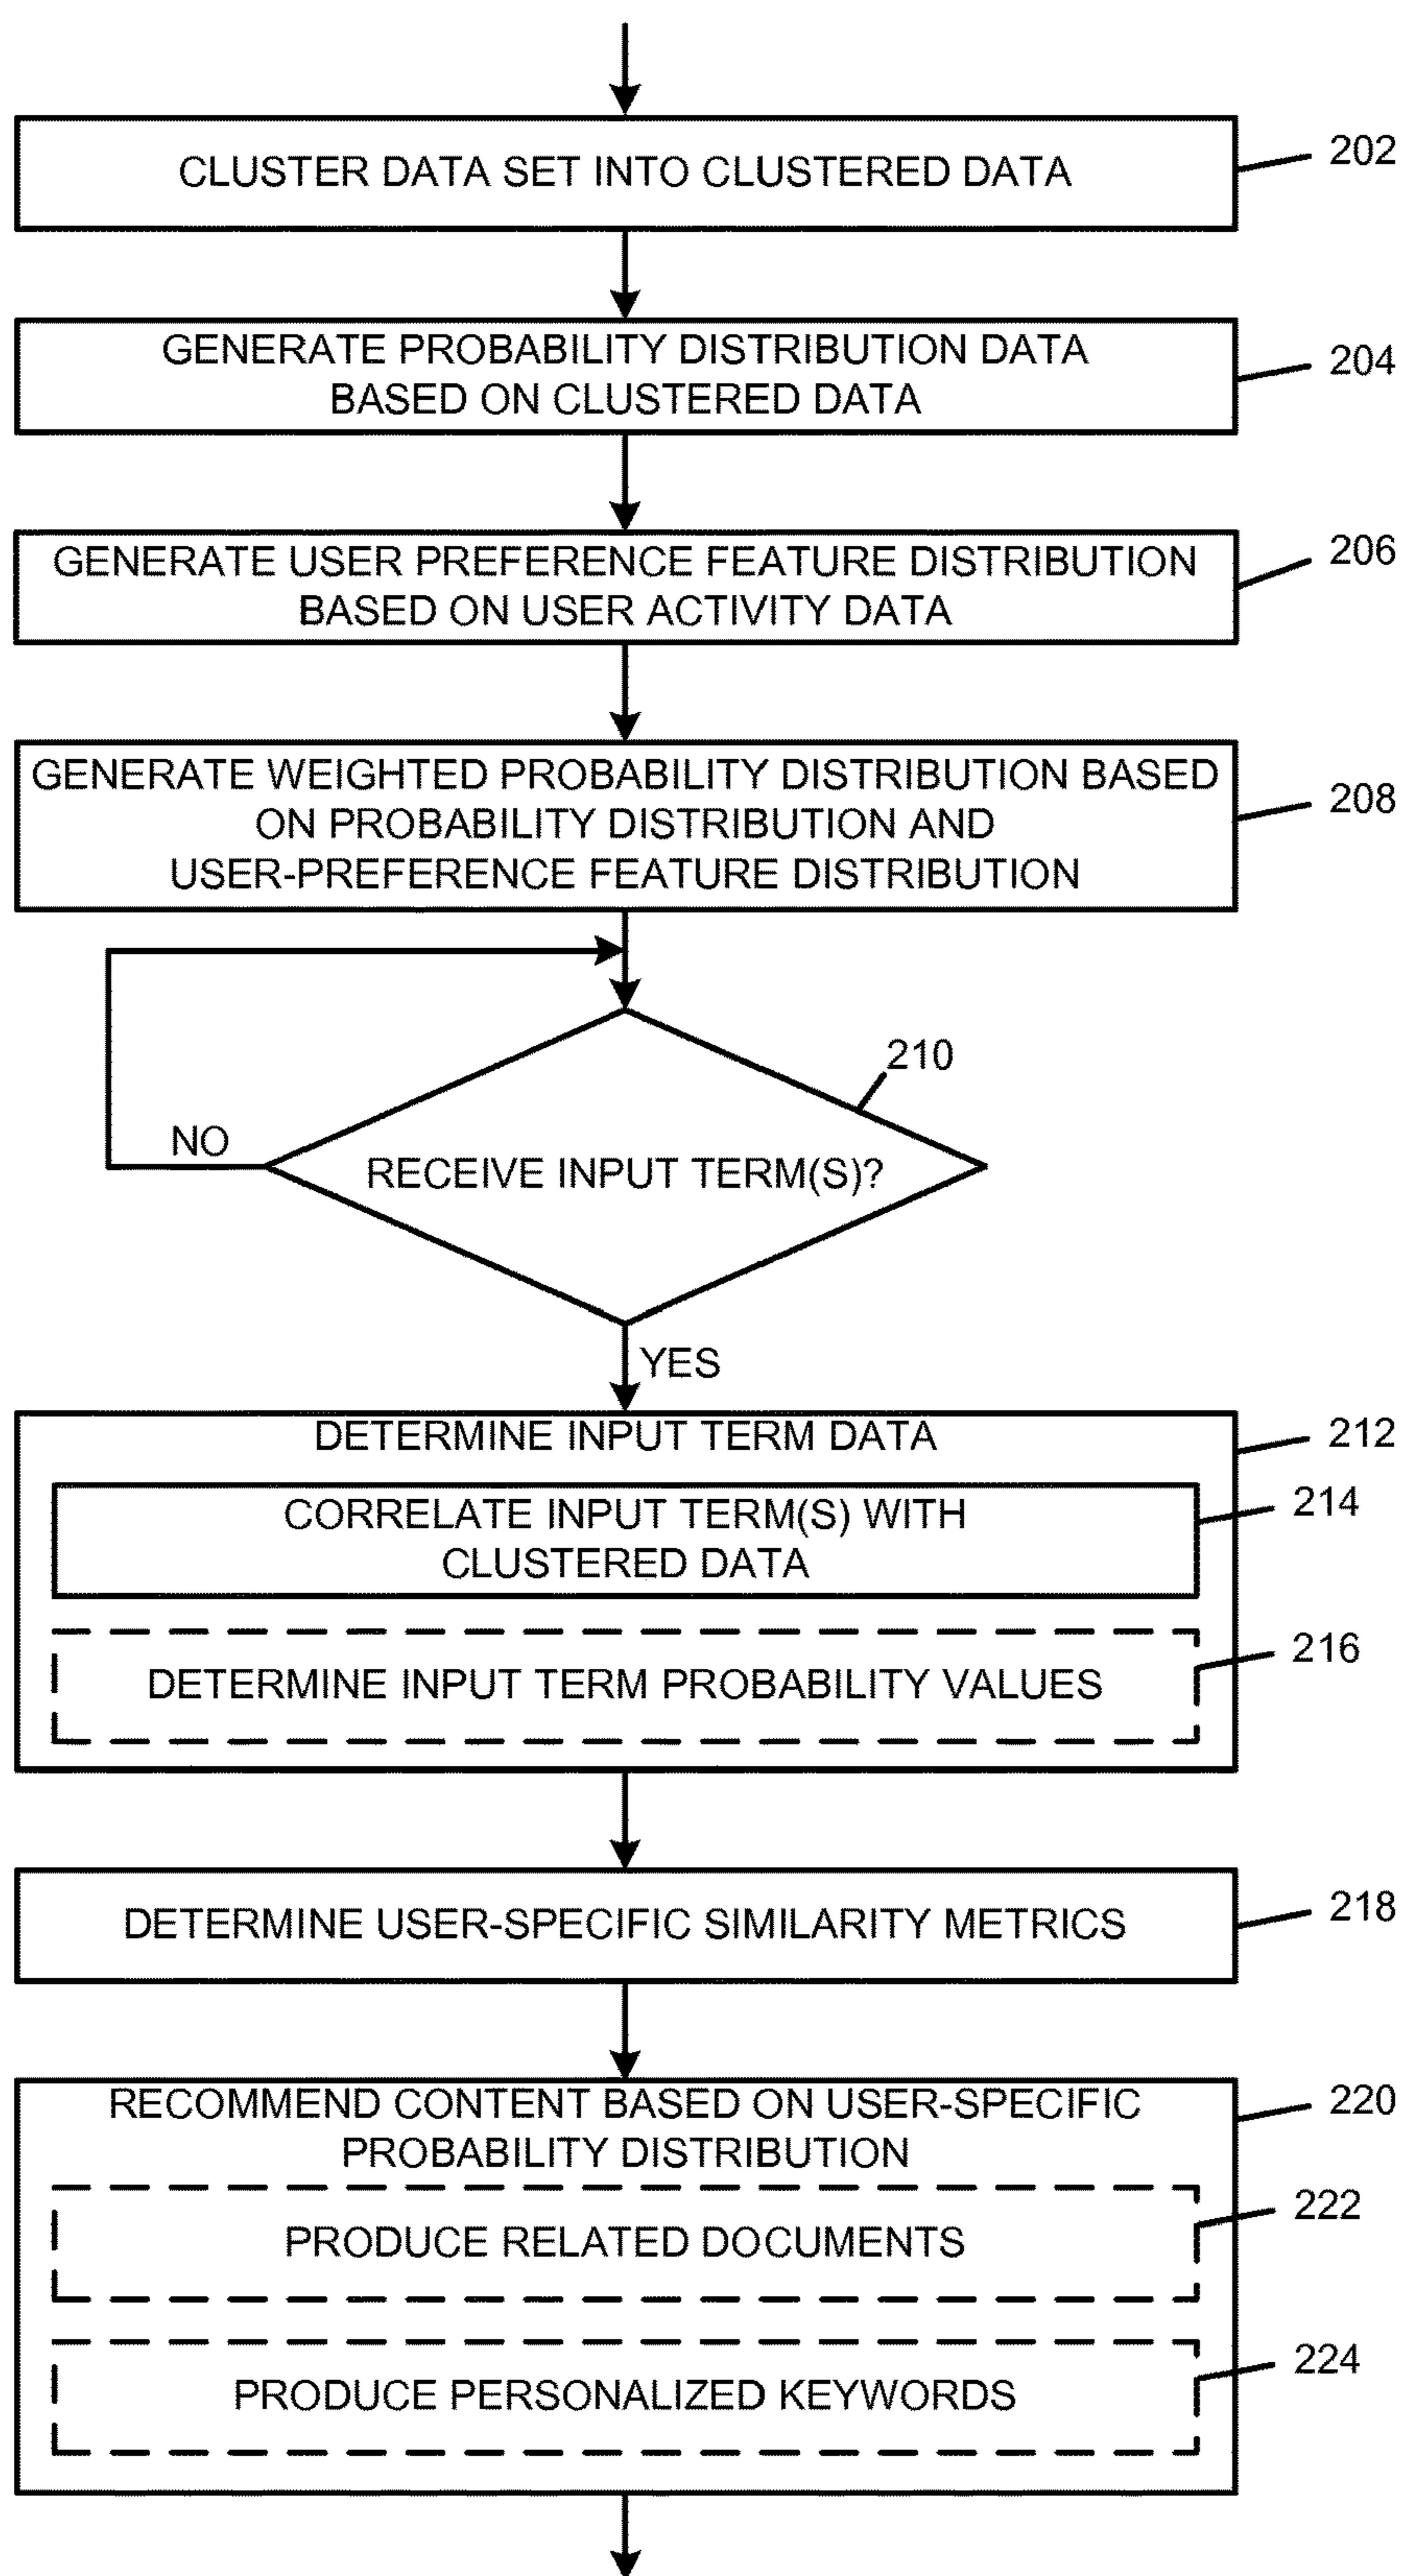 CLUSTER DATA SET INTO CLUSTERED DATA
202
GENERATE PROBABILITY DISTRIBUTION DATA
BASED ON CLUSTERED DATA
204
GENERATE USER PREFERENCE FEATURE DISTRIBUTION
BASED ON USER ACTIVITY DATA
206
GENERATE WEIGHTED PROBABILITY DISTRIBUTION BASED
ON PROBABILITY DISTRIBUTION AND
USER-PREFERENCE FEATURE DISTRIBUTION
208
210
NO
RECEIVE INPUT TERM(S)?
YES
DETERMINE INPUT TERM DATA
212
CORRELATE INPUT TERM(S) WITH
CLUSTERED DATA
214
DETERMINE INPUT TERM PROBABILITY VALUES
216
DETERMINE USER-SPECIFIC SIMILARITY METRICS
218
RECOMMEND CONTENT BASED ON USER-SPECIFIC
PROBABILITY DISTRIBUTION
220
PRODUCE RELATED DOCUMENTS
222
PRODUCE PERSONALIZED KEYWORDS
224